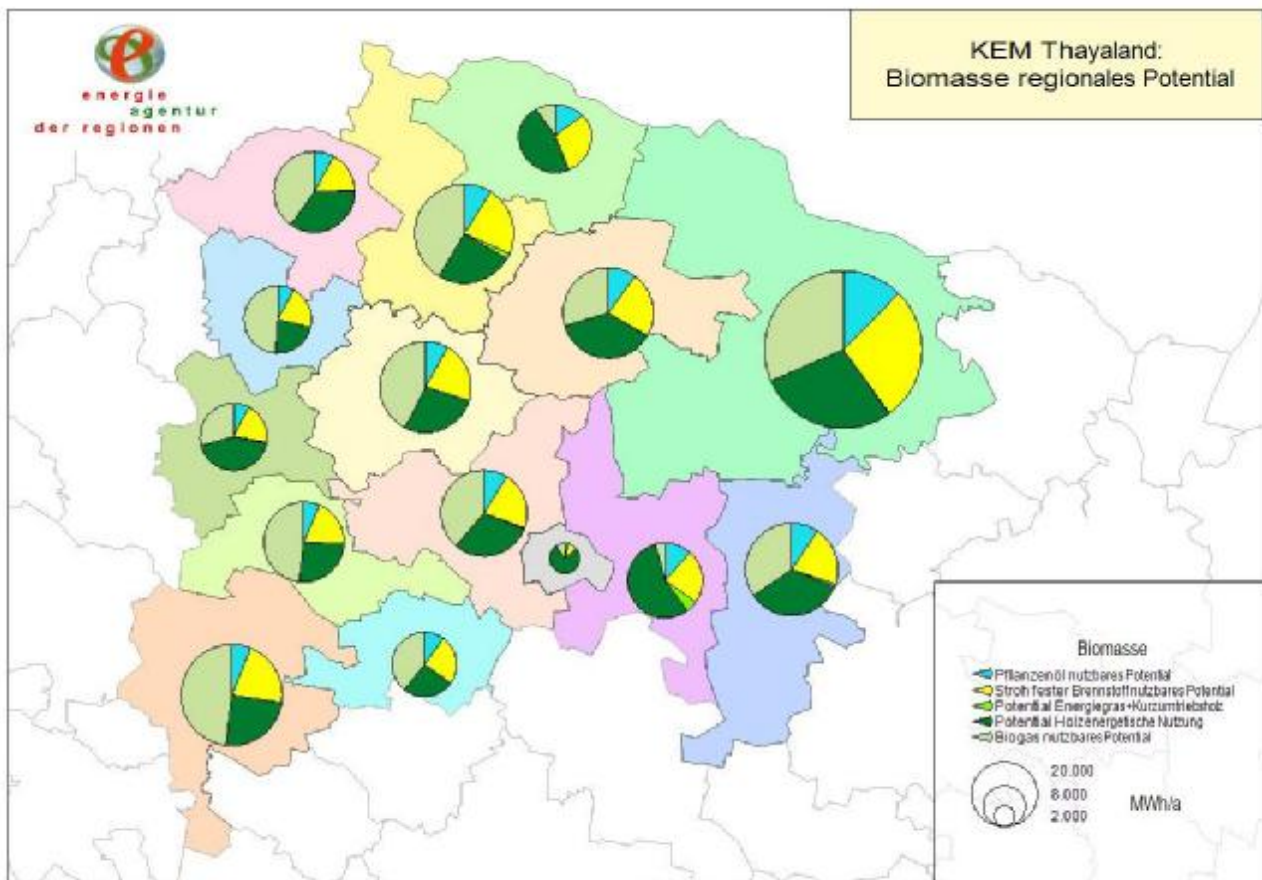 energie
agentur
der regionen
KEM Thayaland:
Biomasse regionales Potential
Biomasse
Pflanzenöl nutzbares Potential
Stroh fester Brennstoff nutzbares Potential
Potential Energiegras+Kurzumtriebsholz
Potential Holzenergetische Nutzung
Biogas nutzbares Potential
20.000
8.000
2.000
MWh/a